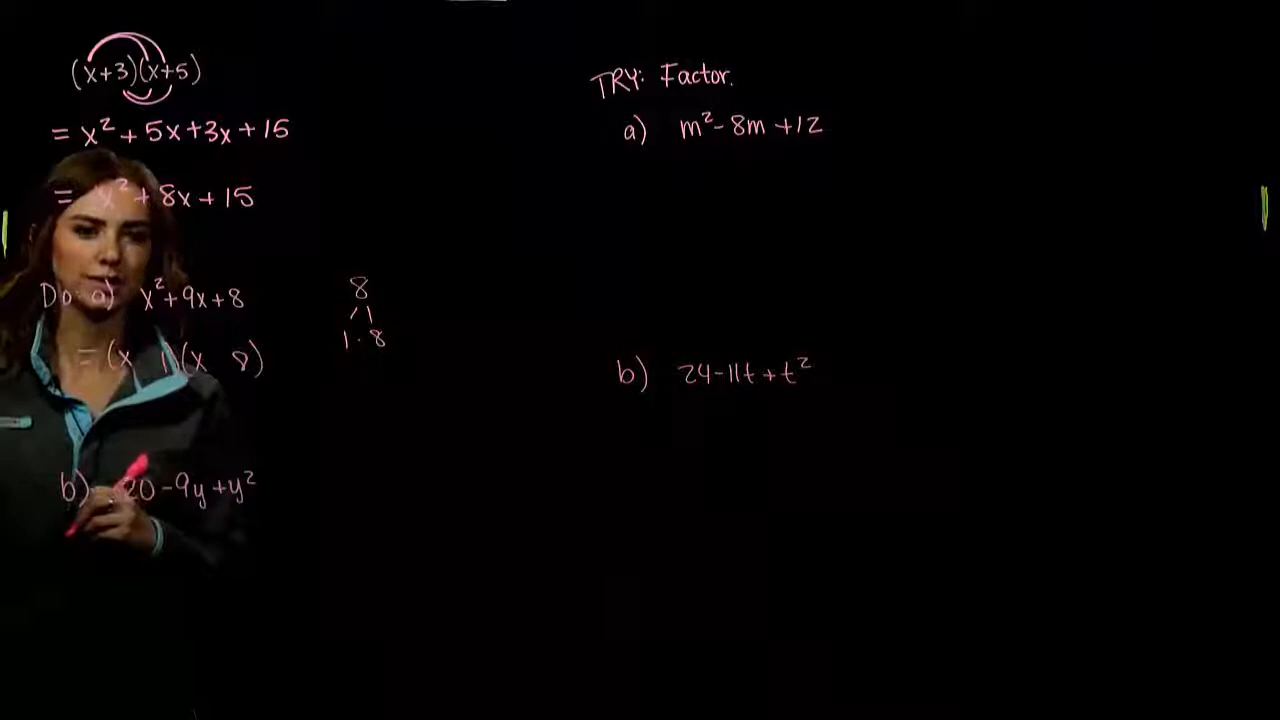 (x+3)(x+5)
= x² + 5x + 3x + 15
= x² + 8x + 15
Do: a) x² + 9x + 8
8
1 · 8
= (x 1)(x 8)
b) 20 - 9y + y²
TRY: Factor.
a) m² - 8m + 12
b) 24 - 11t + t²